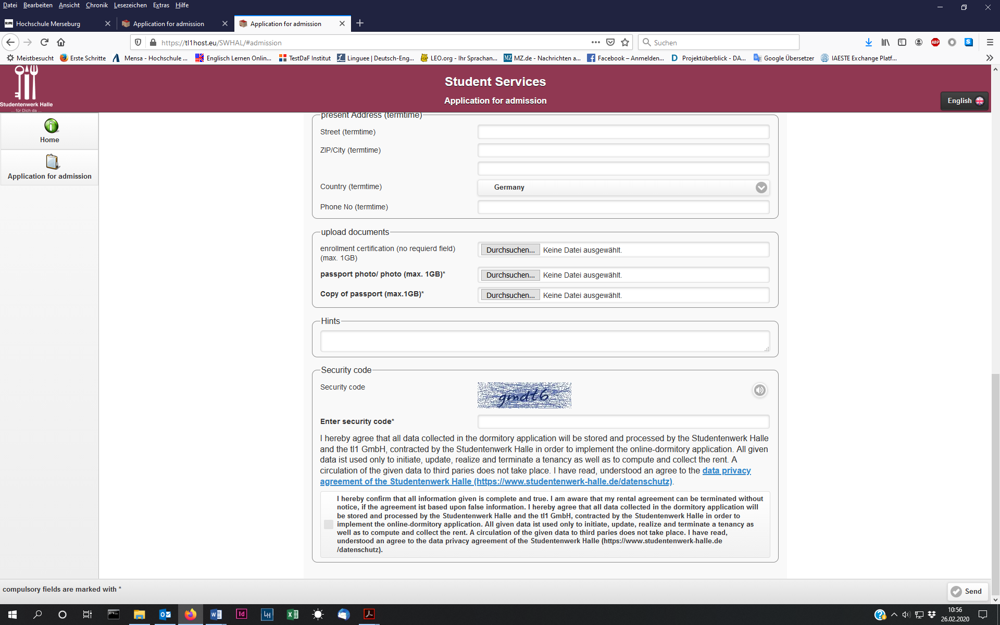 Datei Bearbeiten Ansicht Chronik Lesezeichen Extras Hilfe
HOME Hochschule Merseburg
Application for admission
Application for admission
https://tl1host.eu/SWHAL/#admission
Suchen
ABP
S
Meistbesucht
Erste Schritte
Mensa - Hochschule ...
Englisch Lernen Onlin...
TestDaF Institut
Linguee | Deutsch-Eng...
LEO.org - Ihr Sprachan...
MZ MZ.de - Nachrichten a...
Facebook – Anmelden...
D Projektüberblick - DA...
Google Übersetzer
IAESTE Exchange Platf...
Studentenwerk Halle
... für Dich da ...
Student Services
Application for admission
English
Home
Application for admission
present Address (termtime)
Street (termtime)
ZIP/City (termtime)
Country (termtime) Germany
Phone No (termtime)
upload documents
enrollment certification (no requierd field)
(max. 1GB)
Durchsuchen... Keine Datei ausgewählt.
passport photo/ photo (max. 1GB)* Durchsuchen... Keine Datei ausgewählt.
Copy of passport (max.1GB)* Durchsuchen... Keine Datei ausgewählt.
Hints
Security code
Security code gmdt6
Enter security code*
I hereby agree that all data collected in the dormitory application will be stored and processed by the Studentenwerk Halle
and the tl1 GmbH, contracted by the Studentenwerk Halle in order to implement the online-dormitory application. All given
data ist used only to initiate, update, realize and terminate a tenancy as well as to compute and collect the rent. A
circulation of the given data to third paries does not take place. I have read, understood an agree to the data privacy
agreement of the Studentenwerk Halle (https://www.studentenwerk-halle.de/datenschutz).
I hereby confirm that all information given is complete and true. I am aware that my rental agreement can be terminated without
notice, if the agreement ist based upon false information. I hereby agree that all data collected in the dormitory application will
be stored and processed by the Studentenwerk Halle and the tl1 GmbH, contracted by the Studentenwerk Halle in order to
implement the online-dormitory application. All given data ist used only to initiate, update, realize and terminate a tenancy as
well as to compute and collect the rent. A circulation of the given data to third paries does not take place. I have read,
understood an agree to the data privacy agreement of the Studentenwerk Halle (https://www.studentenwerk-halle.de
/datenschutz).
compulsory fields are marked with *
Send
10:56
26.02.2020